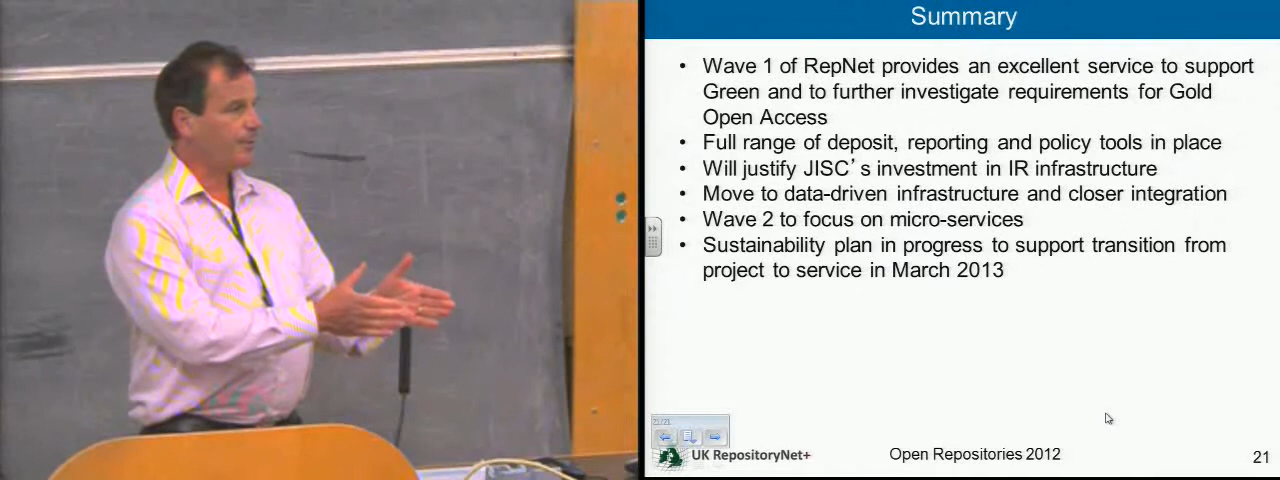 Summary
• Wave 1 of RepNet provides an excellent service to support
Green and to further investigate requirements for Gold
Open Access
• Full range of deposit, reporting and policy tools in place
• Will justify JISC's investment in IR infrastructure
• Move to data-driven infrastructure and closer integration
• Wave 2 to focus on micro-services
• Sustainability plan in progress to support transition from
project to service in March 2013
21/21
UK RepositoryNet+
Open Repositories 2012
21